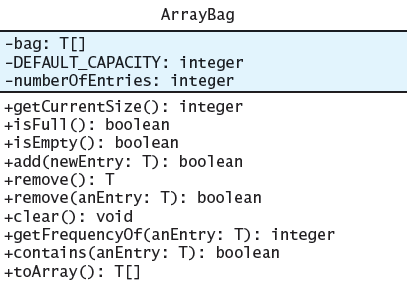 ArrayBag
-bag: T[]
-DEFAULT_CAPACITY: integer
-numberOfEntries: integer
+getCurrentSize(): integer
+isFull(): boolean
+isEmpty(): boolean
+add(newEntry: T): boolean
+remove(): T
+remove(anEntry: T): boolean
+clear(): void
+getFrequencyOf(anEntry: T): integer
+contains(anEntry: T): boolean
+toArray(): T[]